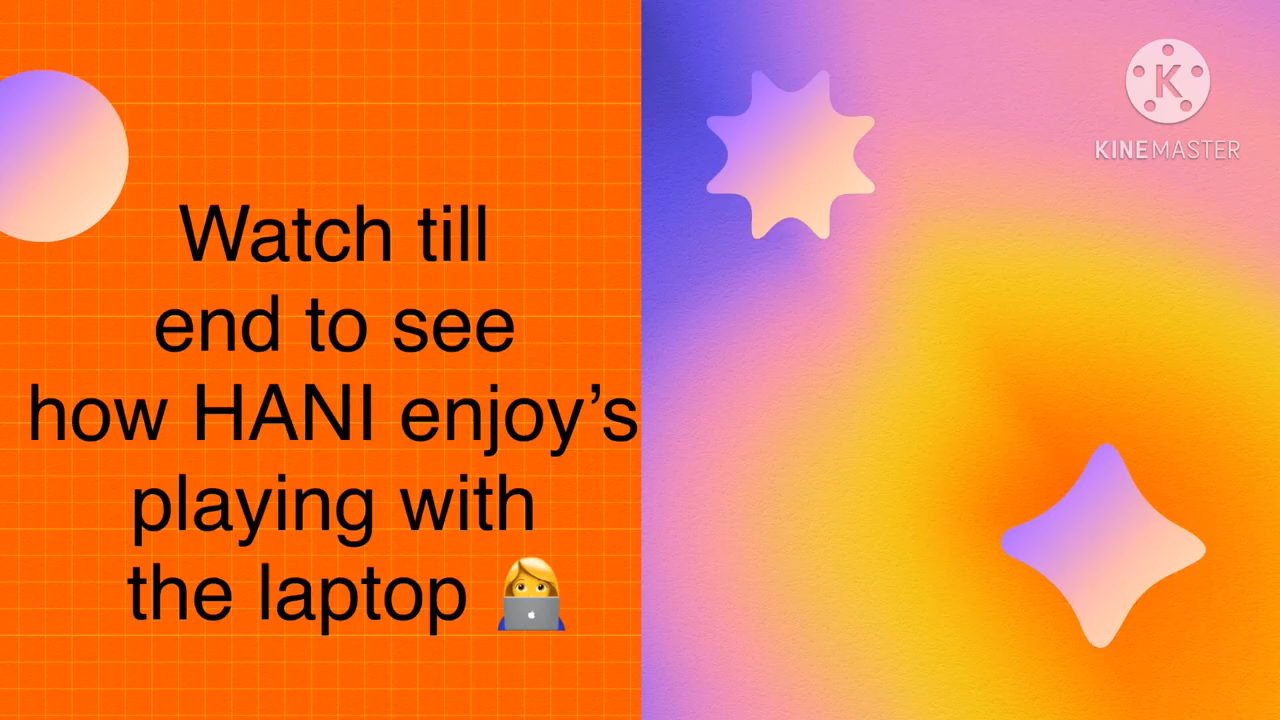 Watch till
end to see
how HANI enjoy’s
playing with
the laptop 👩‍💻
K
KINEMASTER